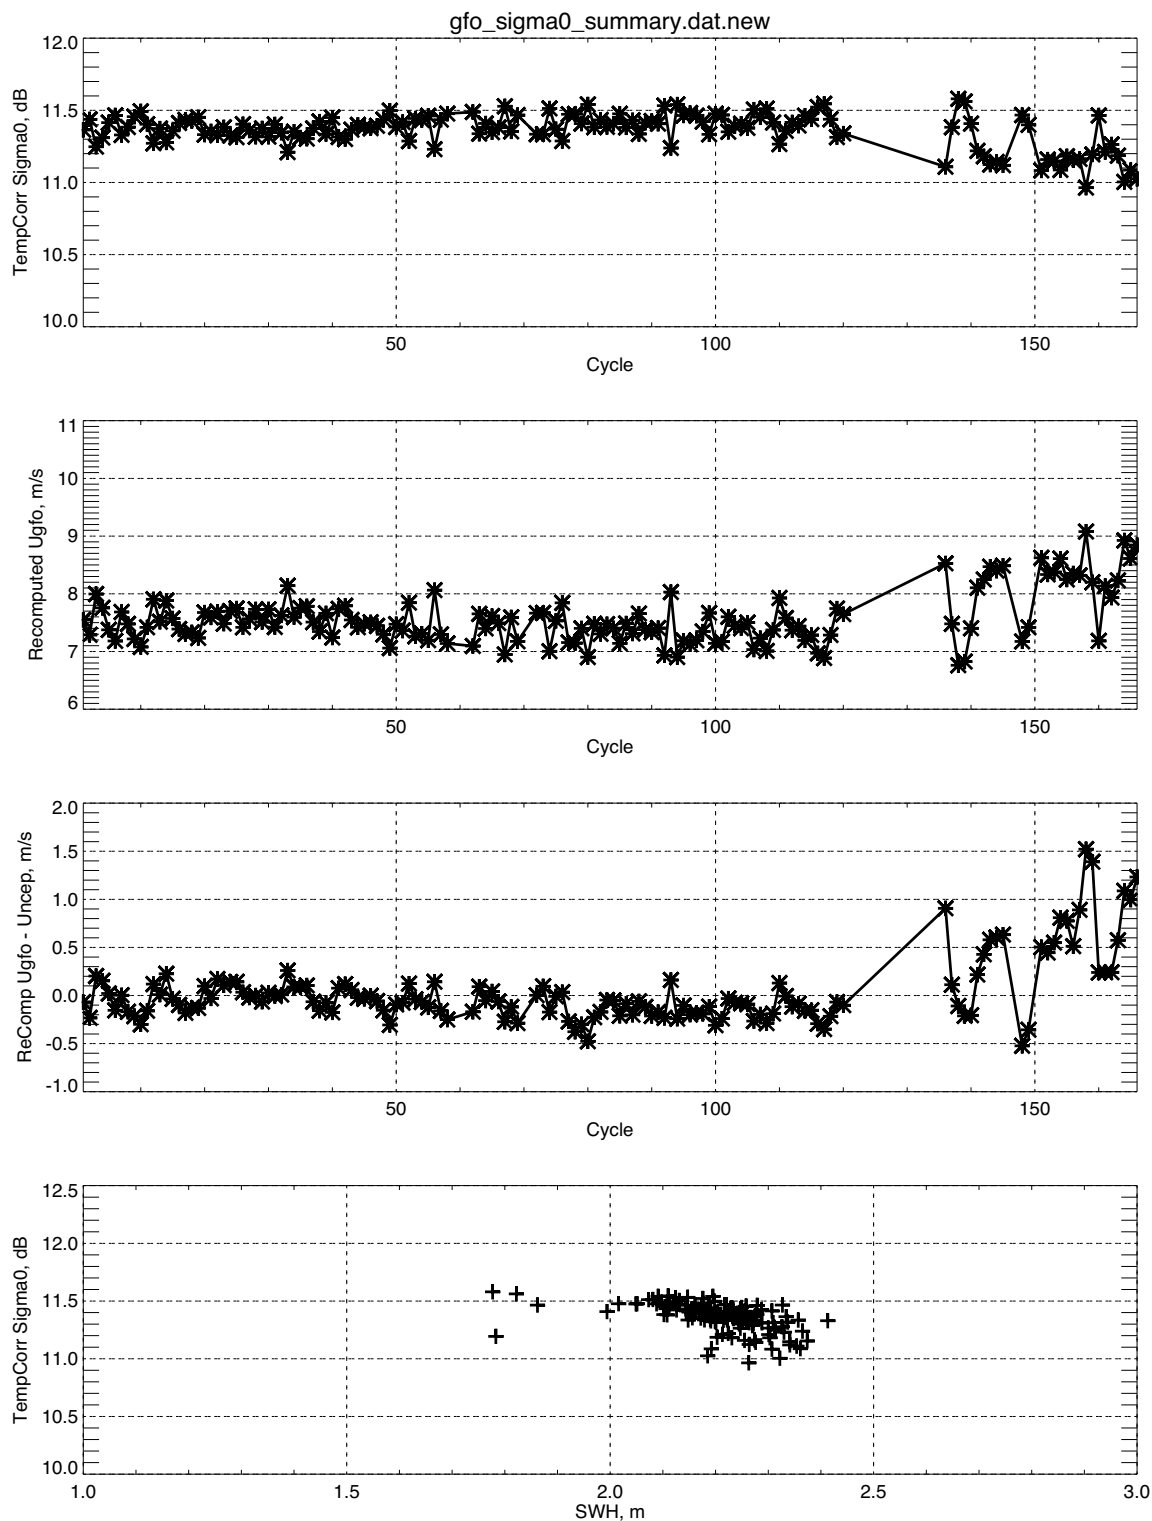 gfo_sigma0_summary.dat.new
12.0
11.5
11.0
10.5
10.0
TempCorr Sigma0, dB
50 100 150
Cycle
11
10
9
8
7
6
Recomputed Ugfo, m/s
50 100 150
Cycle
2.0
1.5
1.0
0.5
0.0
-0.5
-1.0
ReComp Ugfo - Uncep, m/s
50 100 150
Cycle
12.5
12.0
11.5
11.0
10.5
10.0
TempCorr Sigma0, dB
1.0 1.5 2.0 2.5 3.0
SWH, m